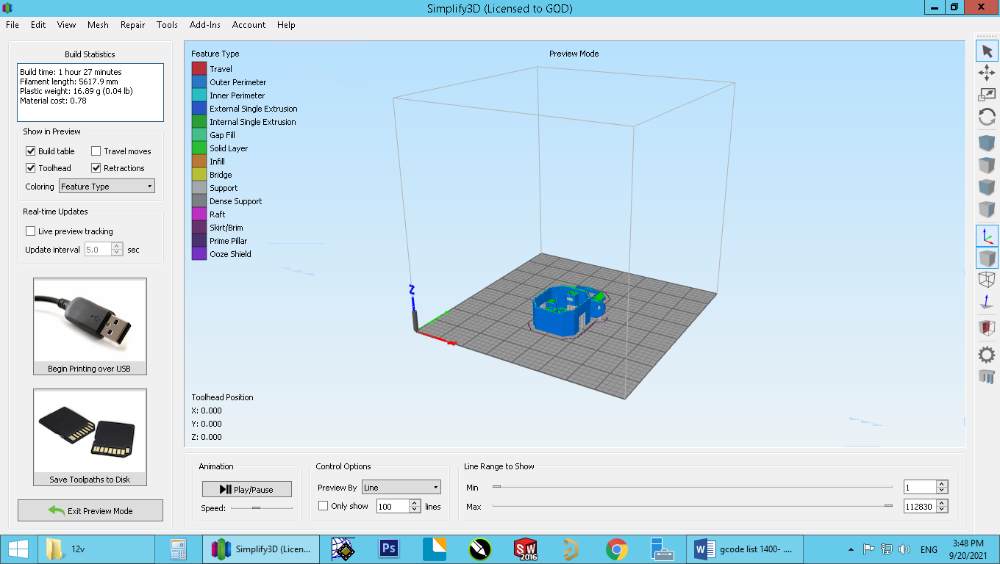 Simplify3D (Licensed to GOD)
File Edit View Mesh Repair Tools Add-Ins Account Help
Build Statistics
Build time: 1 hour 27 minutes
Filament length: 5617.9 mm
Plastic weight: 16.89 g (0.04 lb)
Material cost: 0.78
Show in Preview
Build table
Travel moves
Toolhead
Retractions
Coloring Feature Type
Real-time Updates
Live preview tracking
Update interval 5.0 sec
Begin Printing over USB
Save Toolpaths to Disk
Exit Preview Mode
Feature Type
Travel
Outer Perimeter
Inner Perimeter
External Single Extrusion
Internal Single Extrusion
Gap Fill
Solid Layer
Infill
Bridge
Support
Dense Support
Raft
Skirt/Brim
Prime Pillar
Ooze Shield
Preview Mode
Z
Toolhead Position
X: 0.000
Y: 0.000
Z: 0.000
Animation
Play/Pause
Speed:
Control Options
Preview By Line
Only show 100 lines
Line Range to Show
Min 1
Max 112830
12v
Simplify3D (Licen...
Ps
SW
2016
W
gcode list 1400- ....
ENG
3:48 PM
9/20/2021